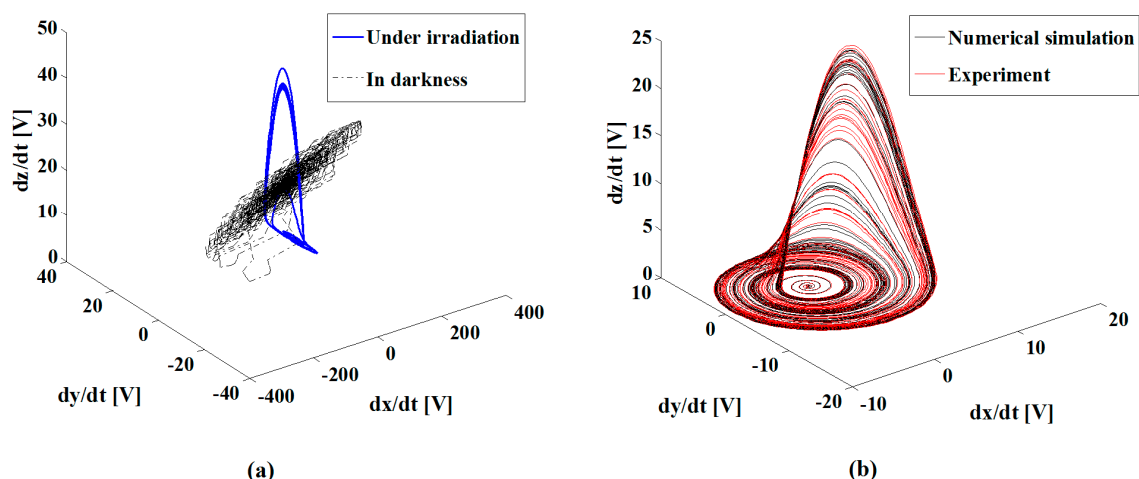 50
40
30
20
10
0
dz/dt [V]
Under irradiation
In darkness
40
20
0
-20
-40
dy/dt [V]
-400
-200
0
200
400
dx/dt [V]
(a)
25
20
15
10
5
0
dz/dt [V]
Numerical simulation
Experiment
10
0
-10
-20
dy/dt [V]
-10
0
10
20
dx/dt [V]
(b)